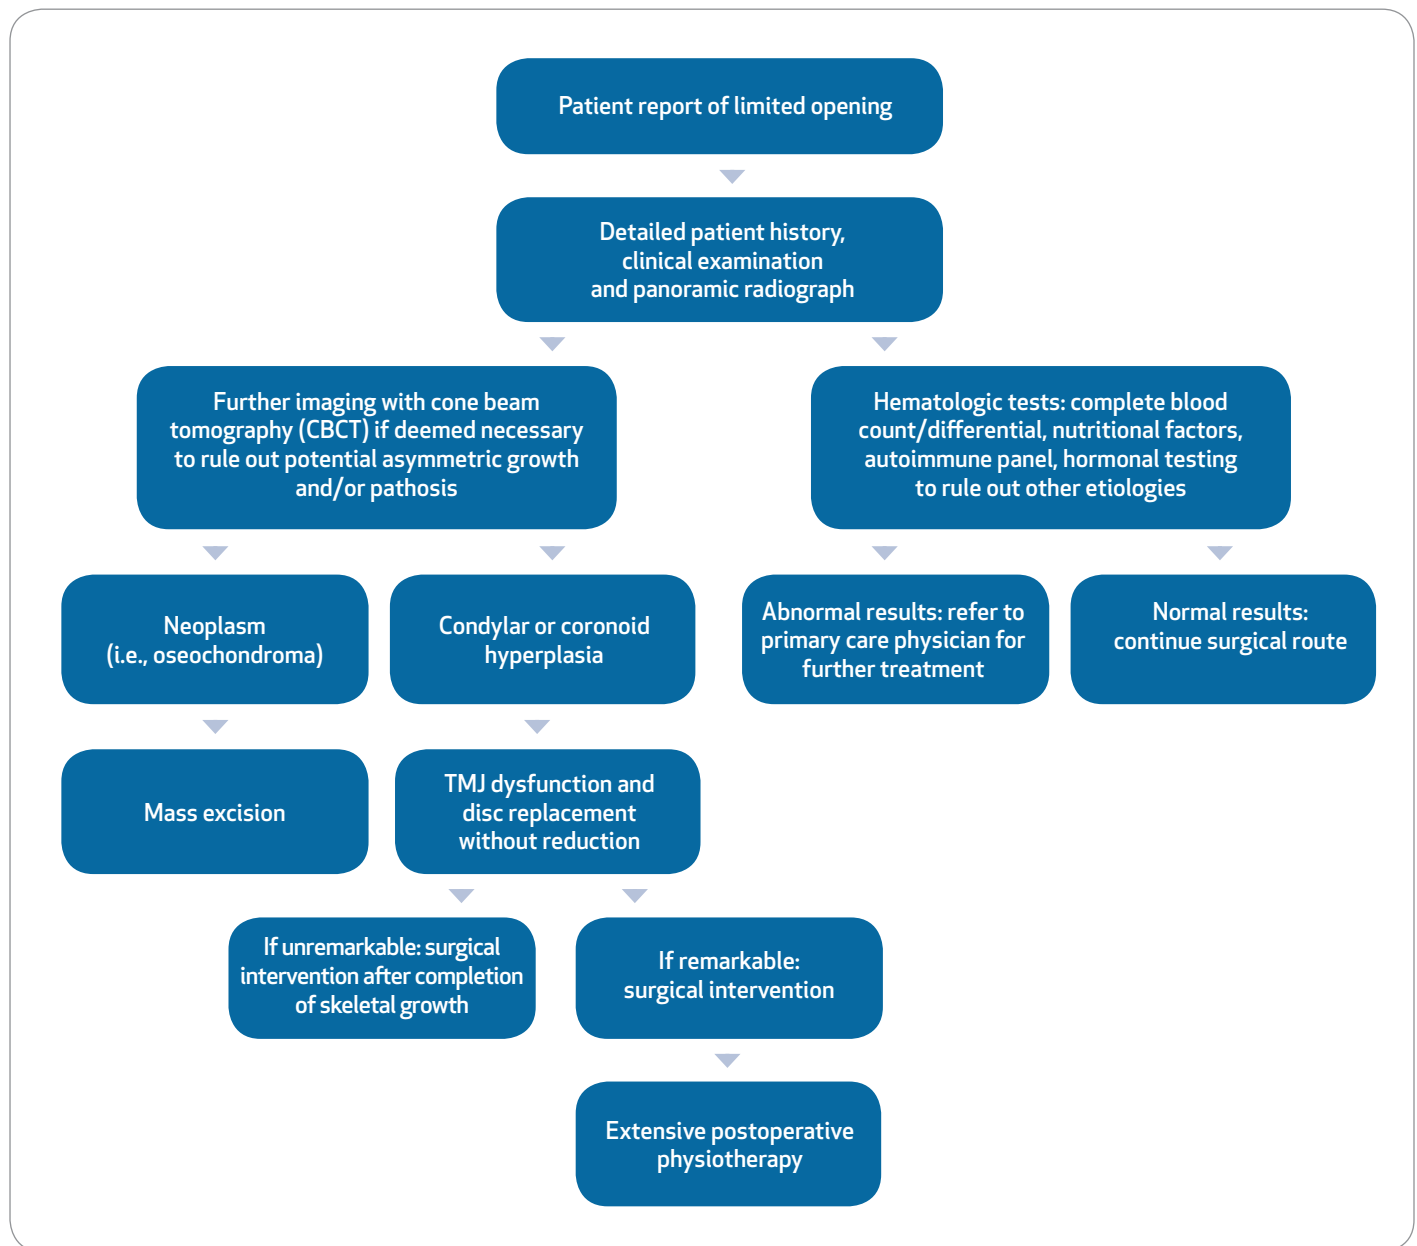 Patient report of limited opening
Detailed patient history,
clinical examination
and panoramic radiograph
Further imaging with cone beam
tomography (CBCT) if deemed necessary
to rule out potential asymmetric growth
and/or pathosis
Hematologic tests: complete blood
count/differential, nutritional factors,
autoimmune panel, hormonal testing
to rule out other etiologies
Neoplasm
(i.e., oseochondroma)
Condylar or coronoid
hyperplasia
Abnormal results: refer to
primary care physician for
further treatment
Normal results:
continue surgical route
Mass excision
TMJ dysfunction and
disc replacement
without reduction
If unremarkable: surgical
intervention after completion
of skeletal growth
If remarkable:
surgical intervention
Extensive postoperative
physiotherapy